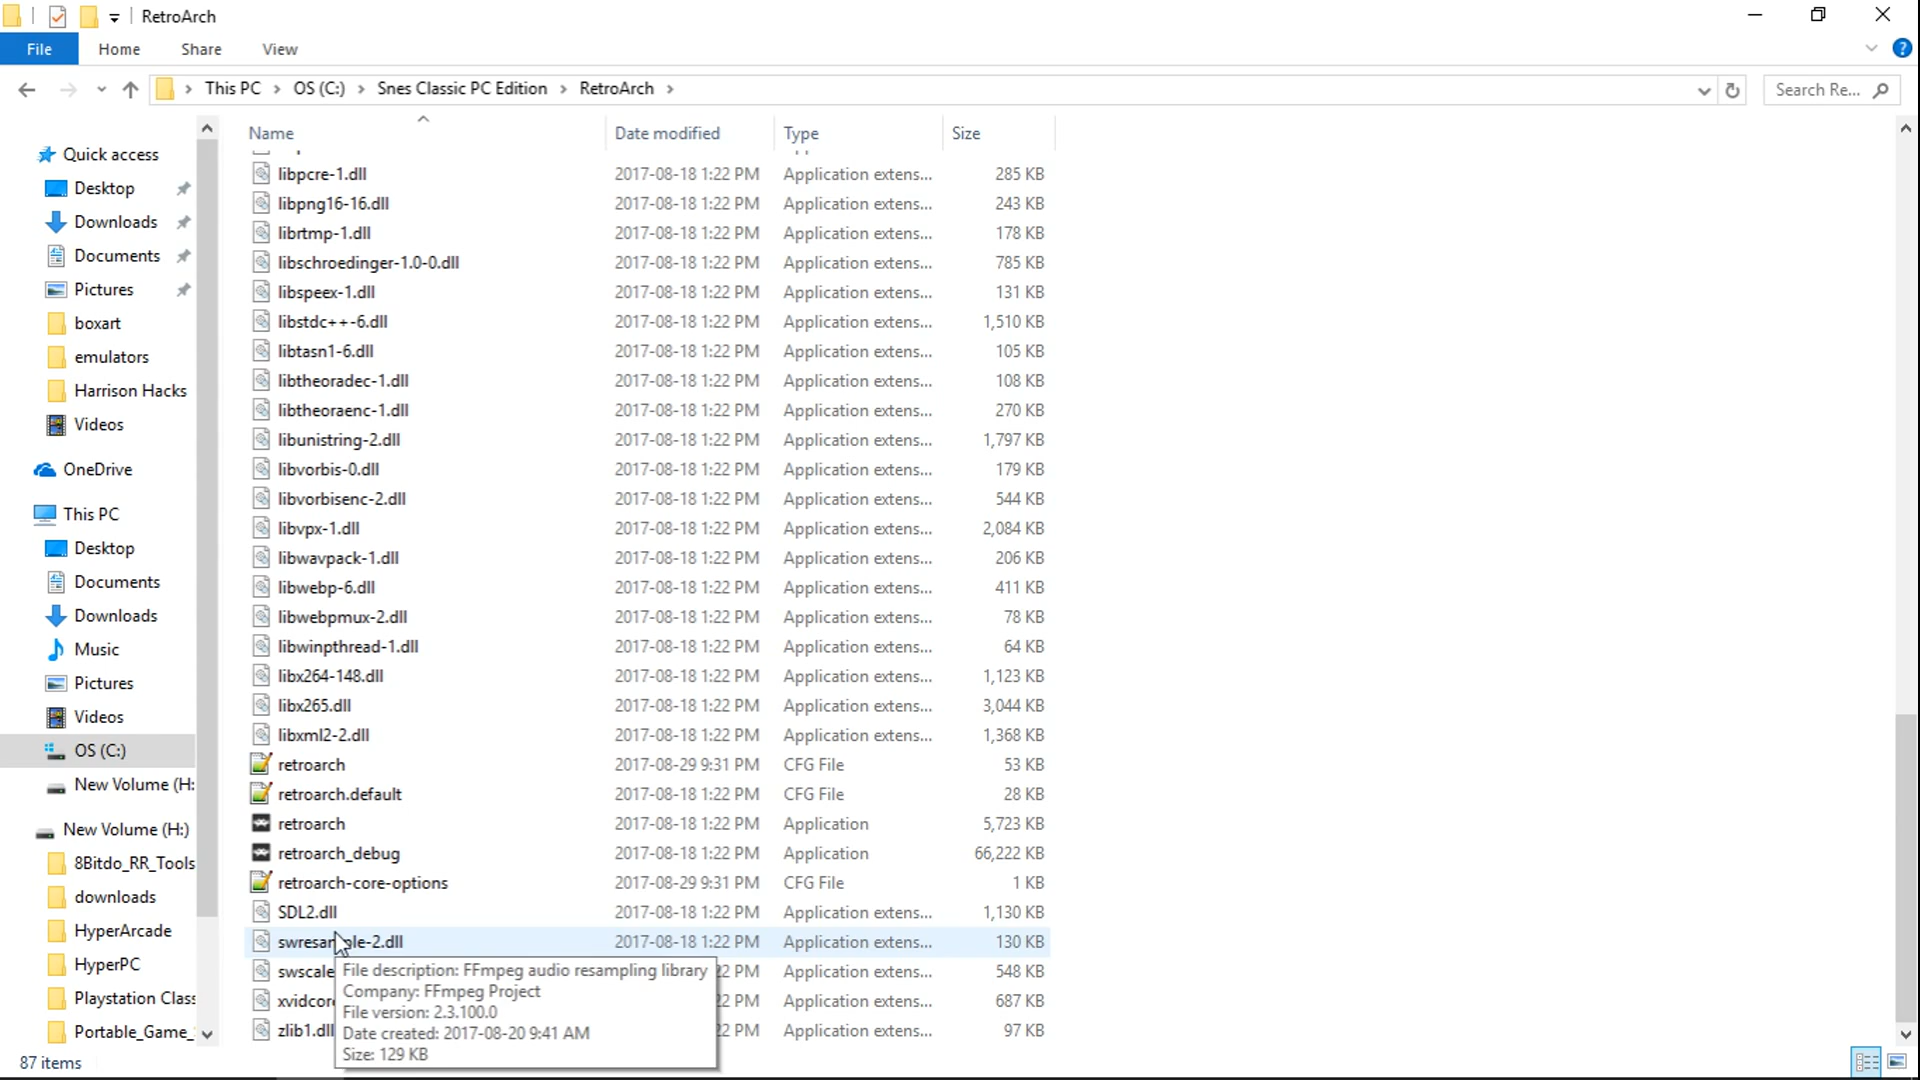 RetroArch
File Home Share View
This PC OS (C:) Snes Classic PC Edition RetroArch
Search Re...
Name Date modified Type Size
Quick access
Desktop
Downloads
Documents
Pictures
boxart
emulators
Harrison Hacks
Videos
OneDrive
This PC
Desktop
Documents
Downloads
Music
Pictures
Videos
OS (C:)
New Volume (H:
New Volume (H:)
8Bitdo_RR_Tools
downloads
HyperArcade
HyperPC
Playstation Clas
Portable_Game_
libpcre-1.dll 2017-08-18 1:22 PM Application extens... 285 KB
libpng16-16.dll 2017-08-18 1:22 PM Application extens... 243 KB
librtmp-1.dll 2017-08-18 1:22 PM Application extens... 178 KB
libschroedinger-1.0-0.dll 2017-08-18 1:22 PM Application extens... 785 KB
libspeex-1.dll 2017-08-18 1:22 PM Application extens... 131 KB
libstdc++-6.dll 2017-08-18 1:22 PM Application extens... 1,510 KB
libtasn1-6.dll 2017-08-18 1:22 PM Application extens... 105 KB
libtheoradec-1.dll 2017-08-18 1:22 PM Application extens... 108 KB
libtheoraenc-1.dll 2017-08-18 1:22 PM Application extens... 270 KB
libunistring-2.dll 2017-08-18 1:22 PM Application extens... 1,797 KB
libvorbis-0.dll 2017-08-18 1:22 PM Application extens... 179 KB
libvorbisenc-2.dll 2017-08-18 1:22 PM Application extens... 544 KB
libvpx-1.dll 2017-08-18 1:22 PM Application extens... 2,084 KB
libwavpack-1.dll 2017-08-18 1:22 PM Application extens... 206 KB
libwebp-6.dll 2017-08-18 1:22 PM Application extens... 411 KB
libwebpmux-2.dll 2017-08-18 1:22 PM Application extens... 78 KB
libwinpthread-1.dll 2017-08-18 1:22 PM Application extens... 64 KB
libx264-148.dll 2017-08-18 1:22 PM Application extens... 1,123 KB
libx265.dll 2017-08-18 1:22 PM Application extens... 3,044 KB
libxml2-2.dll 2017-08-18 1:22 PM Application extens... 1,368 KB
retroarch 2017-08-29 9:31 PM CFG File 53 KB
retroarch.default 2017-08-18 1:22 PM CFG File 28 KB
retroarch 2017-08-18 1:22 PM Application 5,723 KB
retroarch_debug 2017-08-18 1:22 PM Application 66,222 KB
retroarch-core-options 2017-08-29 9:31 PM CFG File 1 KB
SDL2.dll 2017-08-18 1:22 PM Application extens... 1,130 KB
swresample-2.dll 2017-08-18 1:22 PM Application extens... 130 KB
swscale 22 PM Application extens... 548 KB
xvidcor 22 PM Application extens... 687 KB
zlib1.dll 22 PM Application extens... 97 KB
File description: FFmpeg audio resampling library
Company: FFmpeg Project
File version: 2.3.100.0
Date created: 2017-08-20 9:41 AM
Size: 129 KB
87 items